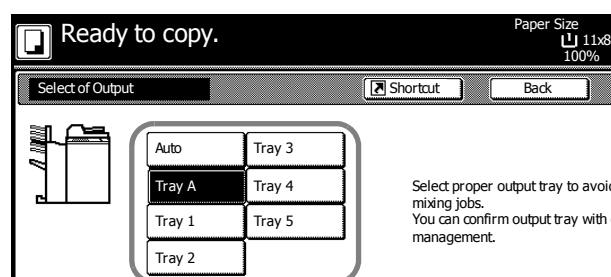 Ready to copy.
Paper Size
11x8
100%
Select of Output
Shortcut
Back
Auto
Tray 3
Tray A
Tray 4
Tray 1
Tray 5
Tray 2
Select proper output tray to avoid
mixing jobs.
You can confirm output tray with
management.